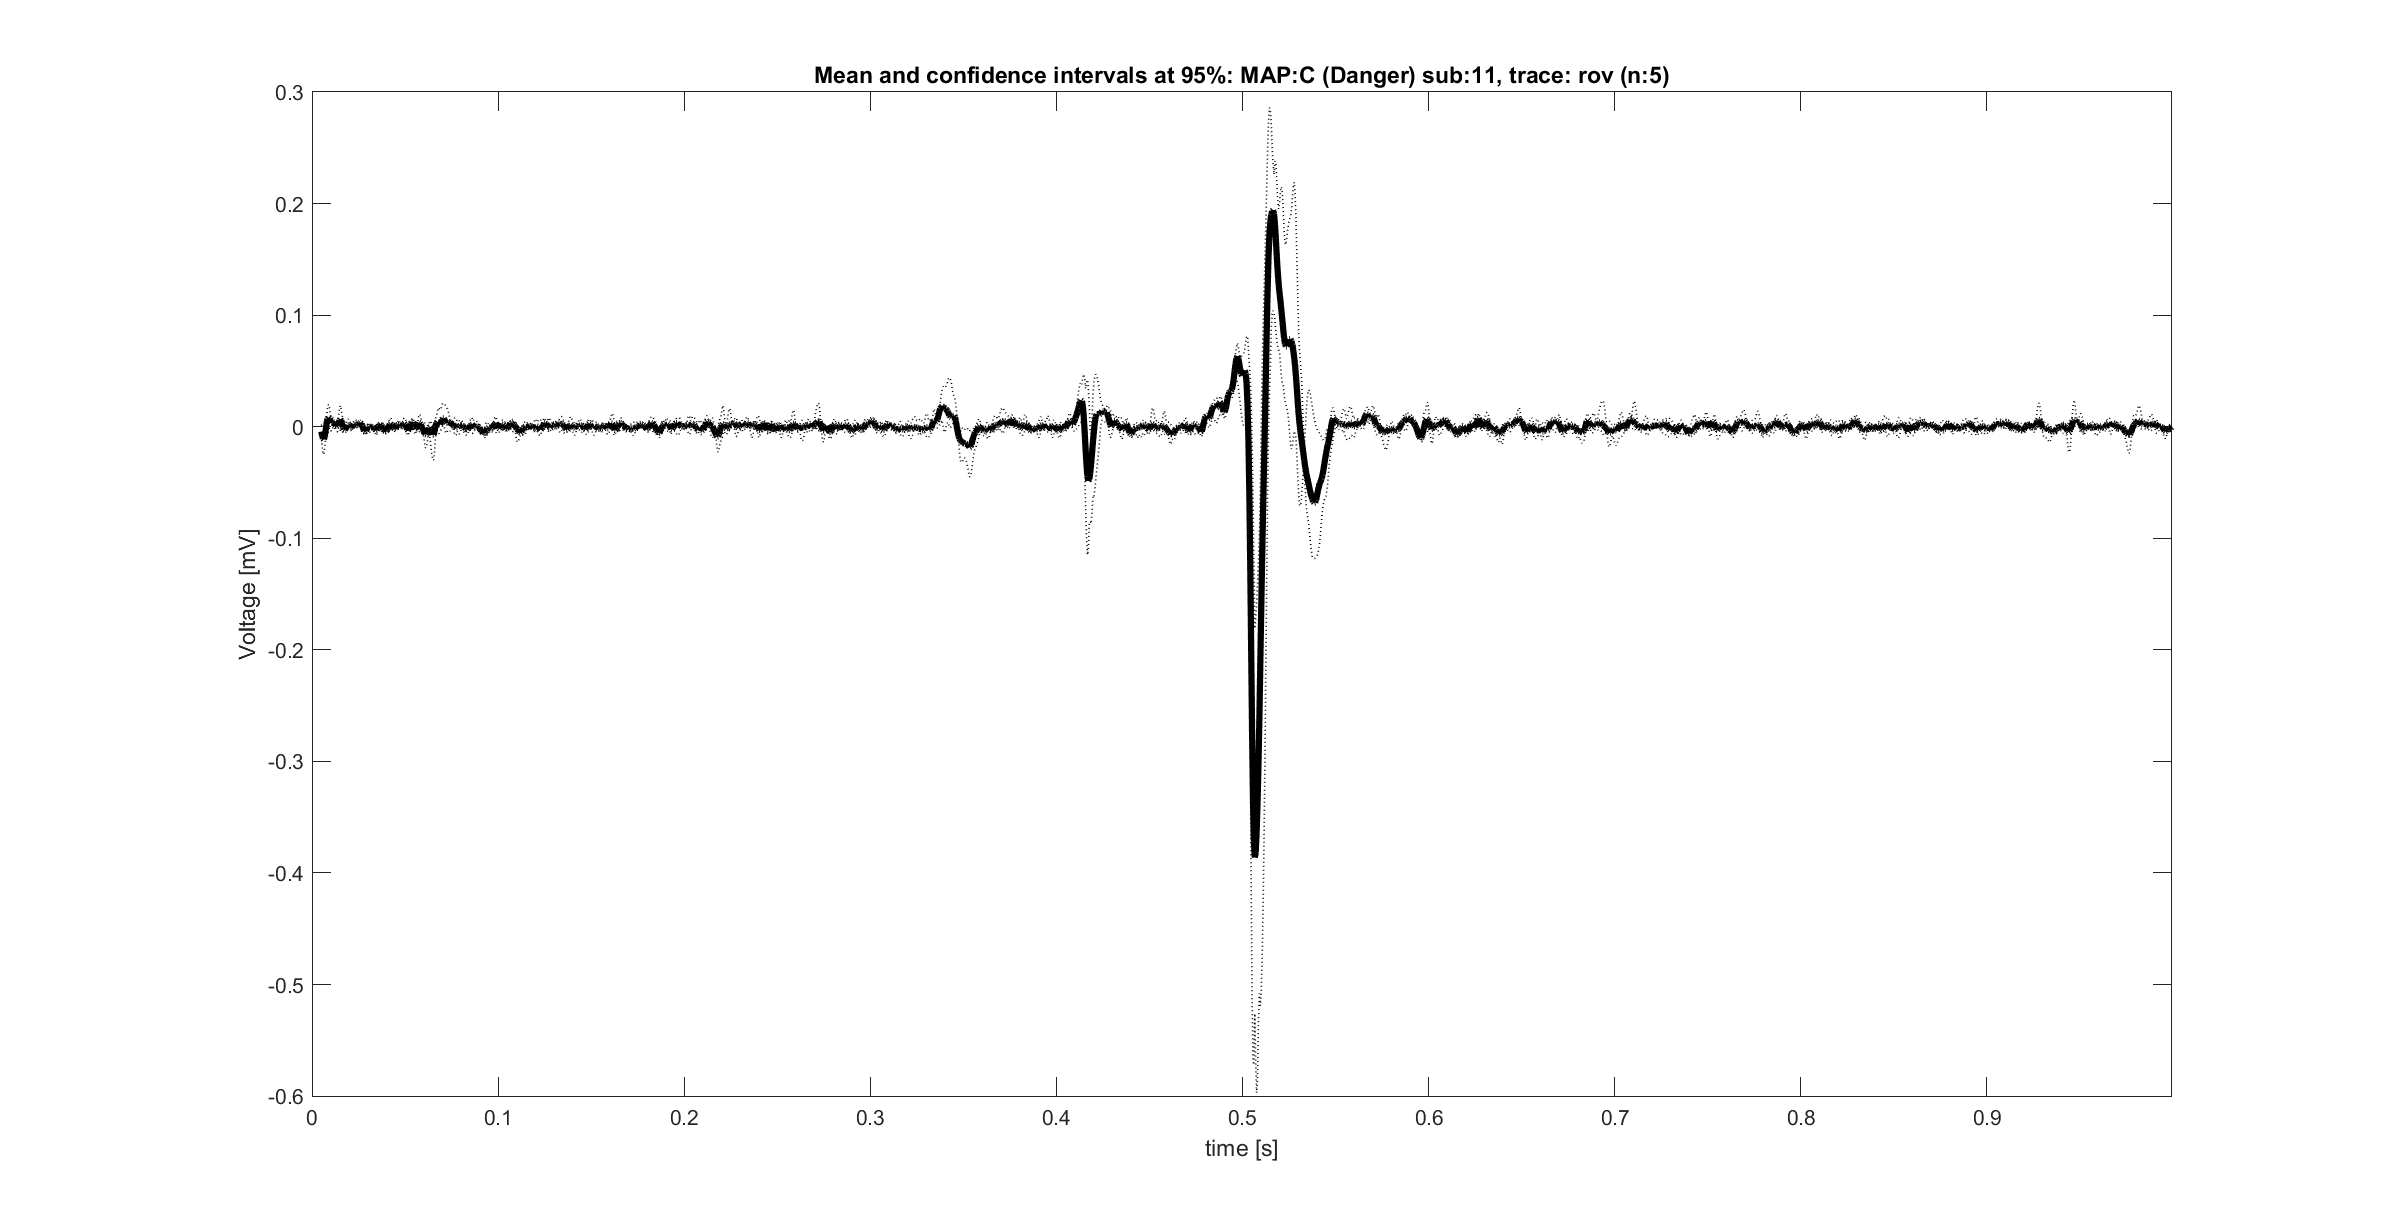 Mean and confidence intervals at 95%: MAP:C (Danger) sub:11, trace: rov (n:5)
0.3
0.2
0.1
0
-0.1
-0.2
-0.3
-0.4
-0.5
-0.6
Voltage [mV]
0 0.1 0.2 0.3 0.4 0.5 0.6 0.7 0.8 0.9
time [s]